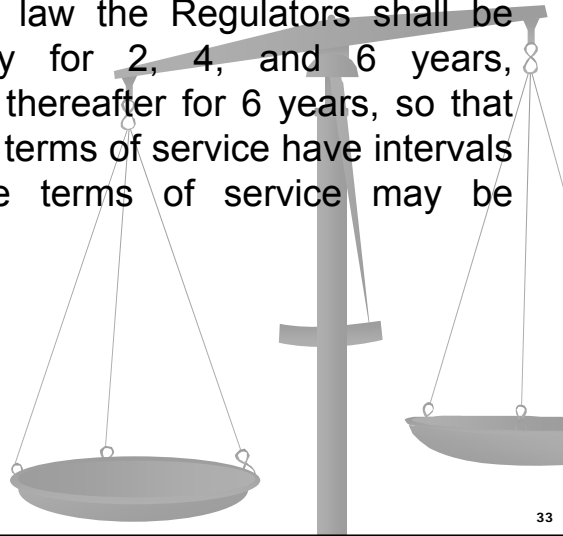 law the Regulators shall be
y for 2, 4, and 6 years,
thereafter for 6 years, so that
terms of service have intervals
e terms of service may be
33